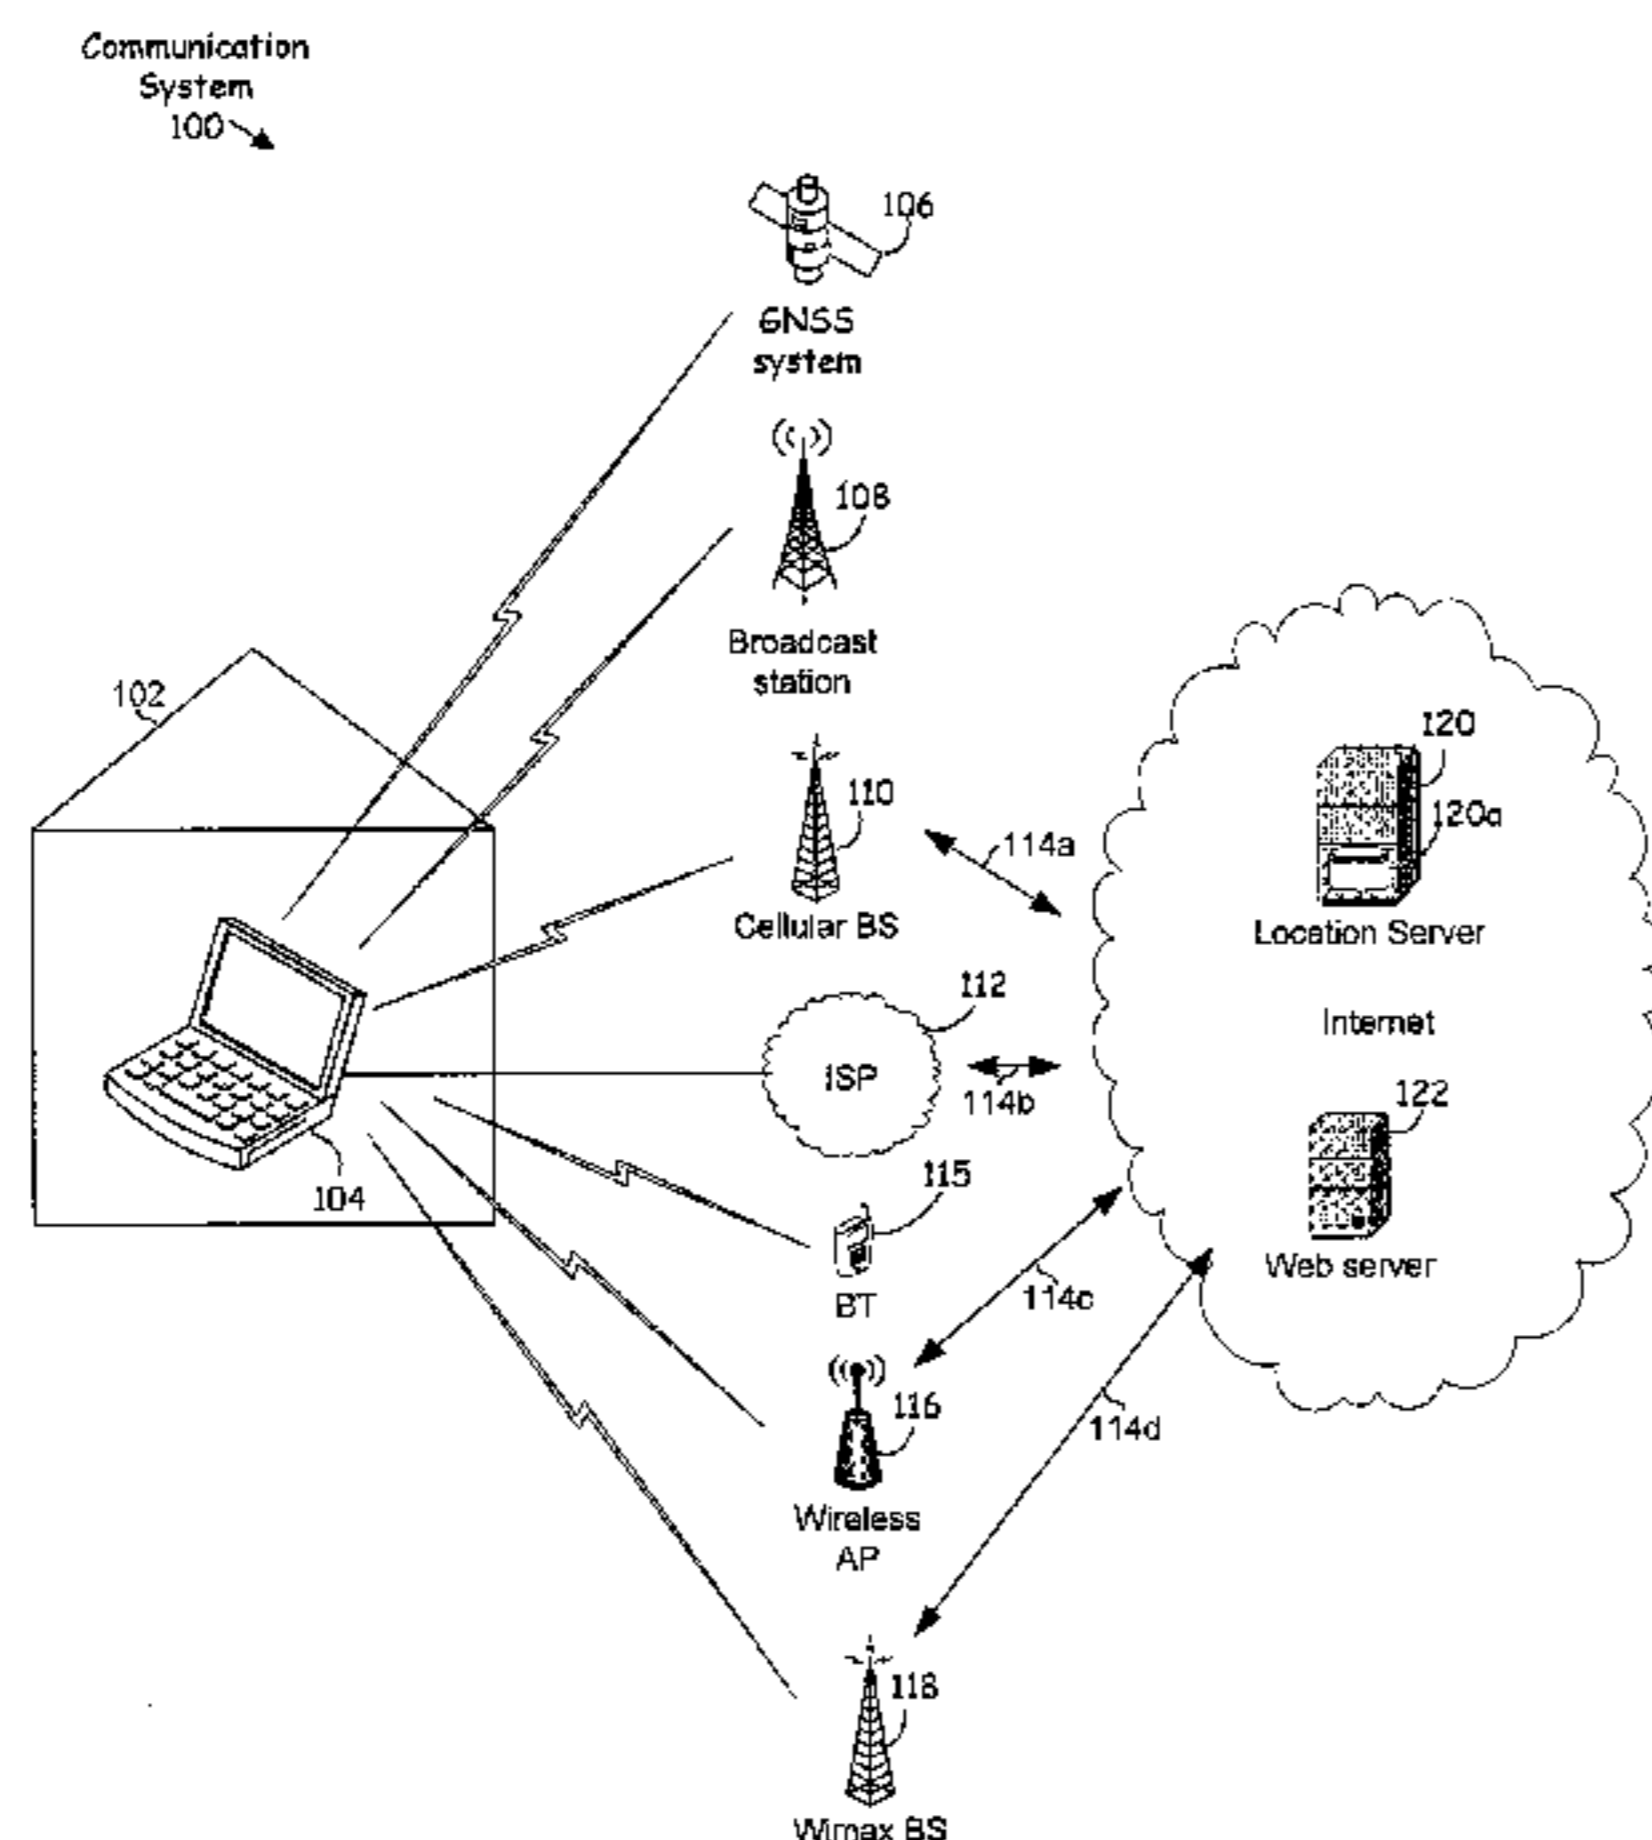 Communication
System
100
106
GNSS
system
108
Broadcast
station
102
110
Cellular BS
114a
120
120a
Location Server
112
ISP
114b
Internet
122
Web server
104
115
BT
114c
116
Wireless
AP
114d
118
Wimax BS